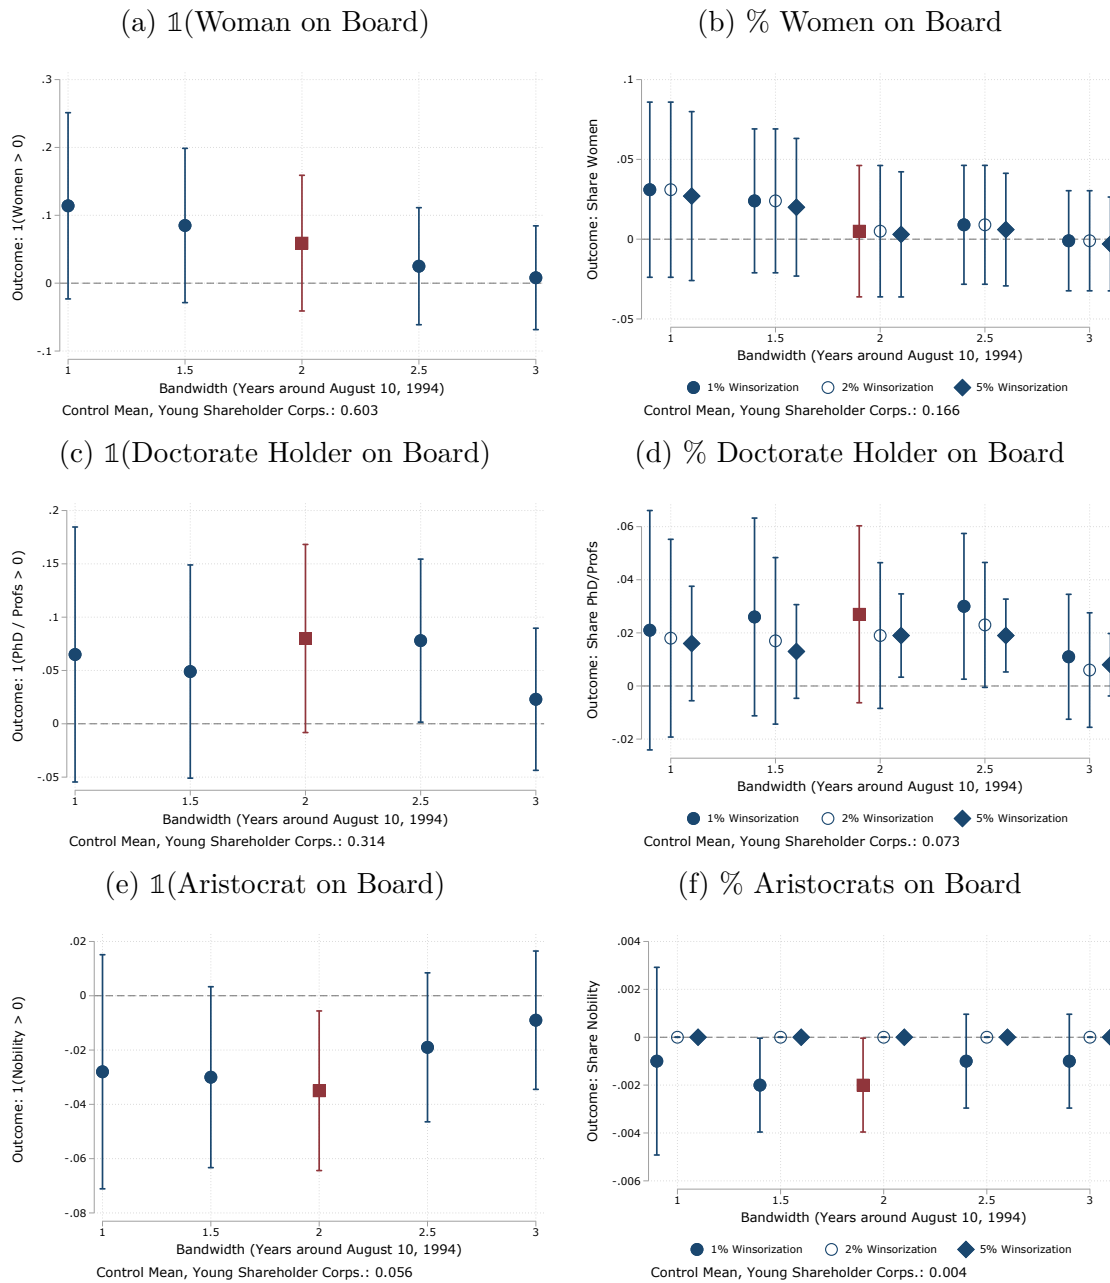 (a) 𝟙(Woman on Board)
.3
.2
.1
0
-.1
Outcome: 1(Women > 0)
1 1.5 2 2.5 3
Bandwidth (Years around August 10, 1994)
Control Mean, Young Shareholder Corps.: 0.603
(b) % Women on Board
.1
.05
0
-.05
Outcome: Share Women
1 1.5 2 2.5 3
Bandwidth (Years around August 10, 1994)
1% Winsorization 2% Winsorization 5% Winsorization
Control Mean, Young Shareholder Corps.: 0.166
(c) 𝟙(Doctorate Holder on Board)
.2
.15
.1
.05
0
-.05
Outcome: 1(PhD / Profs > 0)
1 1.5 2 2.5 3
Bandwidth (Years around August 10, 1994)
Control Mean, Young Shareholder Corps.: 0.314
(d) % Doctorate Holder on Board
.06
.04
.02
0
-.02
Outcome: Share PhD/Profs
1 1.5 2 2.5 3
Bandwidth (Years around August 10, 1994)
1% Winsorization 2% Winsorization 5% Winsorization
Control Mean, Young Shareholder Corps.: 0.073
(e) 𝟙(Aristocrat on Board)
.02
0
-.02
-.04
-.06
-.08
Outcome: 1(Nobility > 0)
1 1.5 2 2.5 3
Bandwidth (Years around August 10, 1994)
Control Mean, Young Shareholder Corps.: 0.056
(f) % Aristocrats on Board
.004
.002
0
-.002
-.004
-.006
Outcome: Share Nobility
1 1.5 2 2.5 3
Bandwidth (Years around August 10, 1994)
1% Winsorization 2% Winsorization 5% Winsorization
Control Mean, Young Shareholder Corps.: 0.004